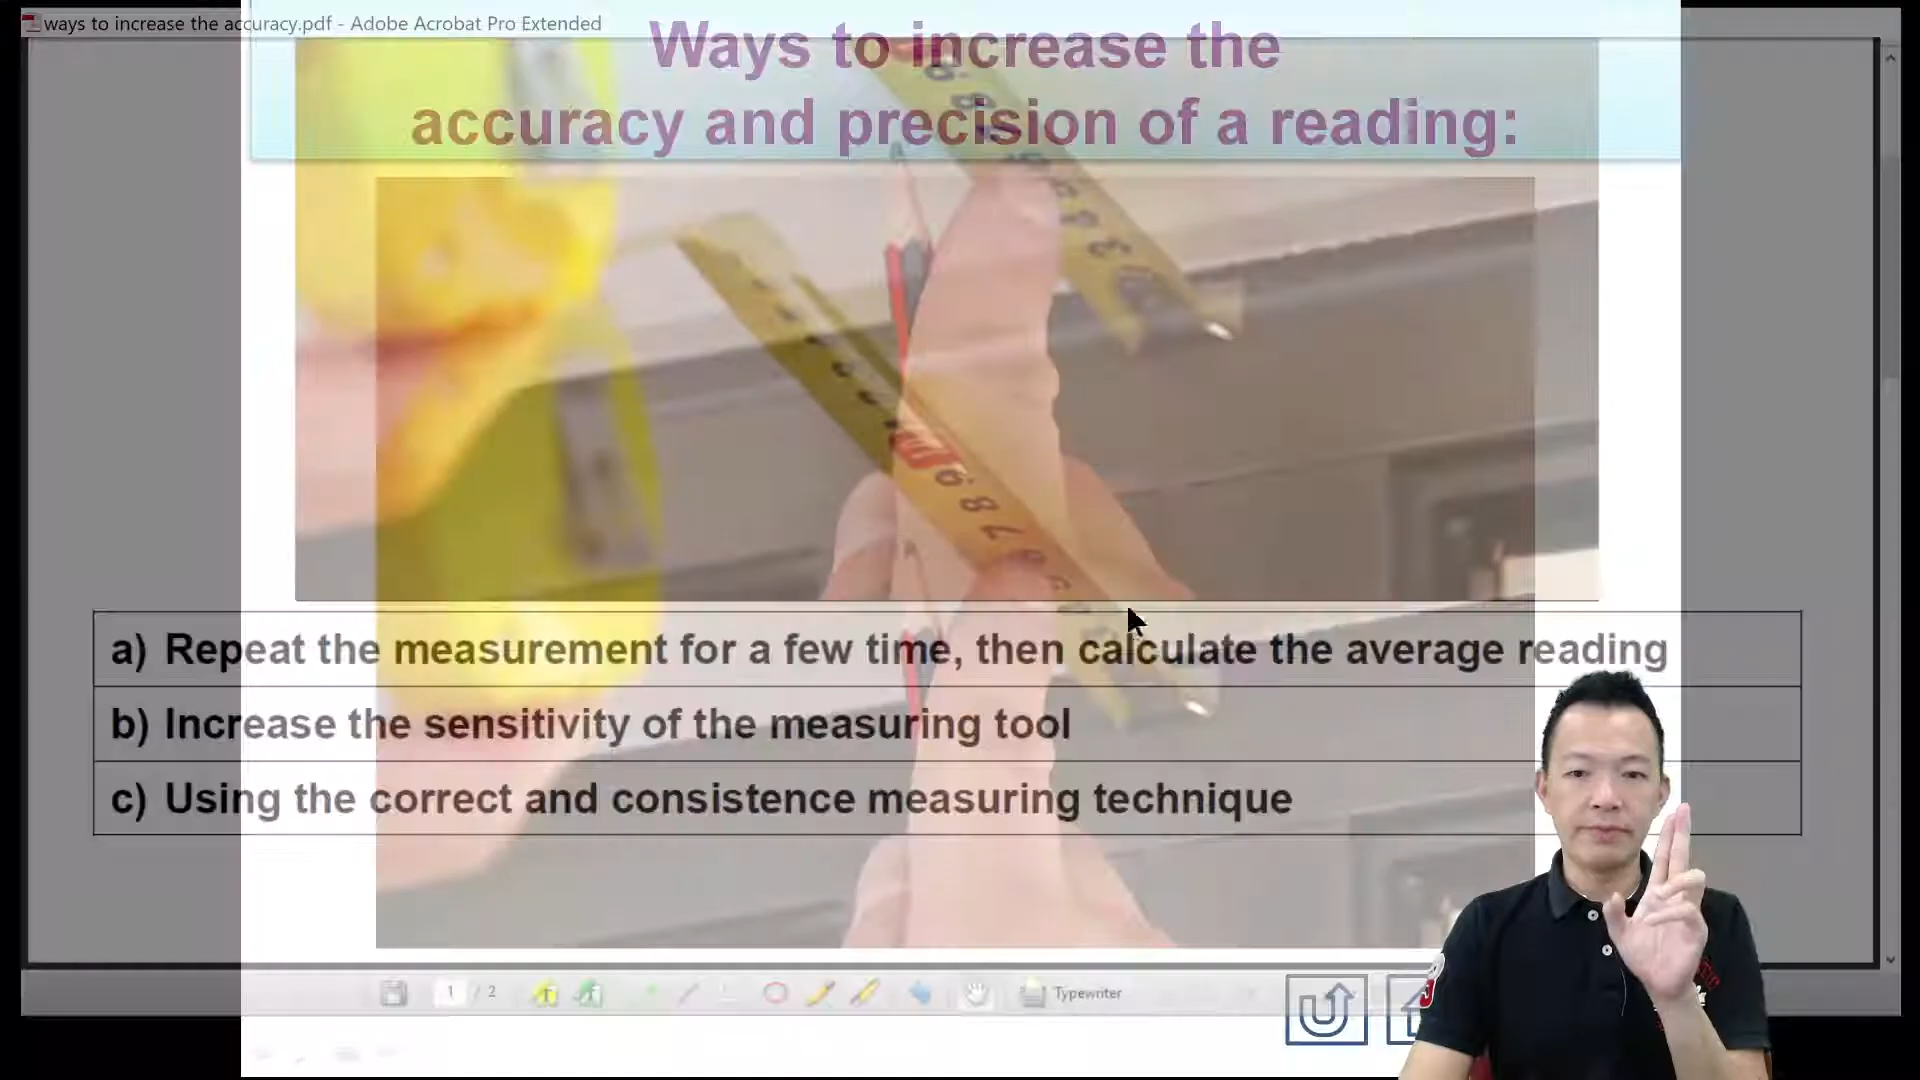 ways to increase the accuracy.pdf - Adobe Acrobat Pro Extended
Ways to increase the
accuracy and precision of a reading:
a) Repeat the measurement for a few time, then calculate the average reading
b) Increase the sensitivity of the measuring tool
c) Using the correct and consistence measuring technique
1 / 2
Typewriter